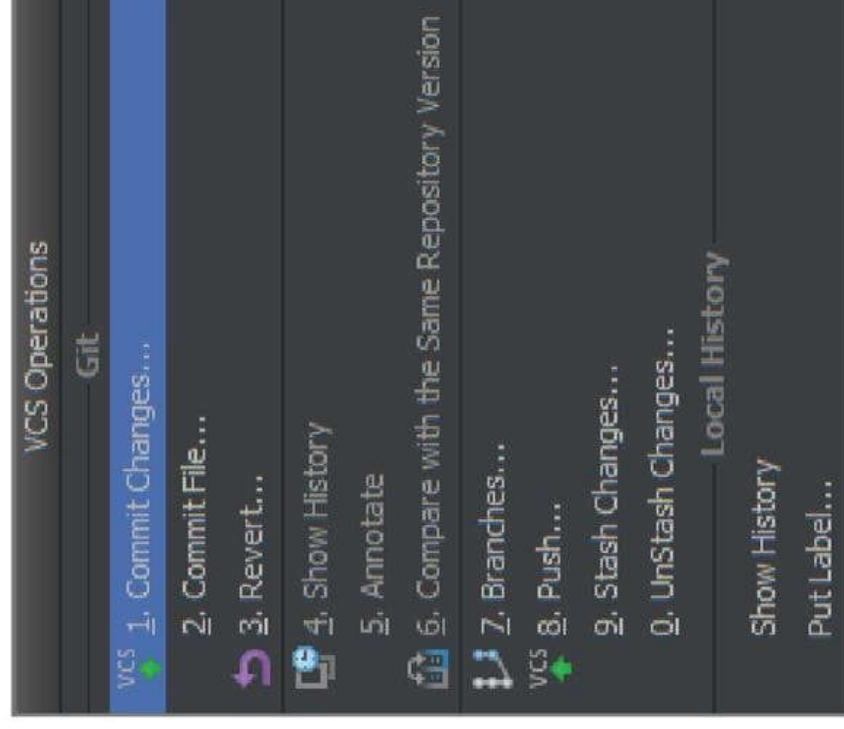 VCS Operations
Git
VCS 1. Commit Changes...
2. Commit File...
3. Revert...
4. Show History
5. Annotate
6. Compare with the Same Repository Version
7. Branches...
VCS 8. Push...
9. Stash Changes...
0. UnStash Changes...
Local History
Show History
Put Label...